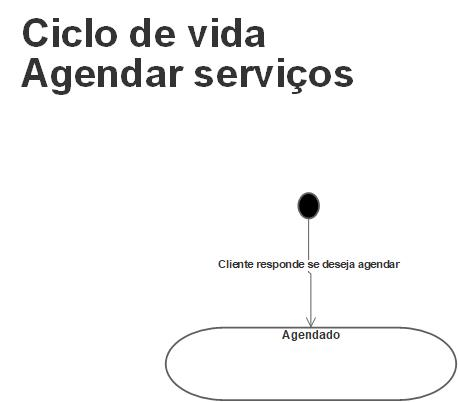 Ciclo de vida
Agendar serviços
Cliente responde se deseja agendar
Agendado